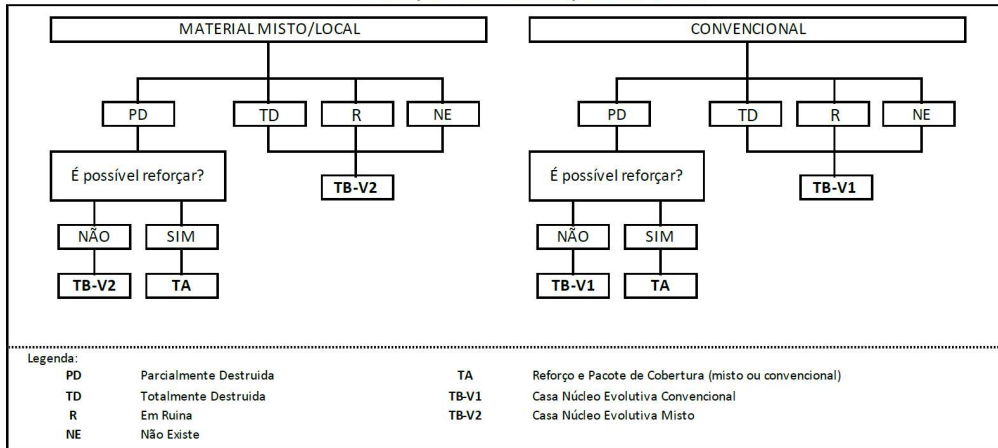 MATERIAL MISTO/LOCAL
PD
TD
R
NE
É possível reforçar?
TB-V2
NÃO
SIM
TB-V2
TA
CONVENCIONAL
PD
TD
R
NE
É possível reforçar?
TB-V1
NÃO
SIM
TB-V1
TA
Legenda:
PD Parcialmente Destruida
TD Totalmente Destruida
R Em Ruina
NE Não Existe
TA Reforço e Pacote de Cobertura (misto ou convencional)
TB-V1 Casa Núcleo Evolutiva Convencional
TB-V2 Casa Núcleo Evolutiva Misto